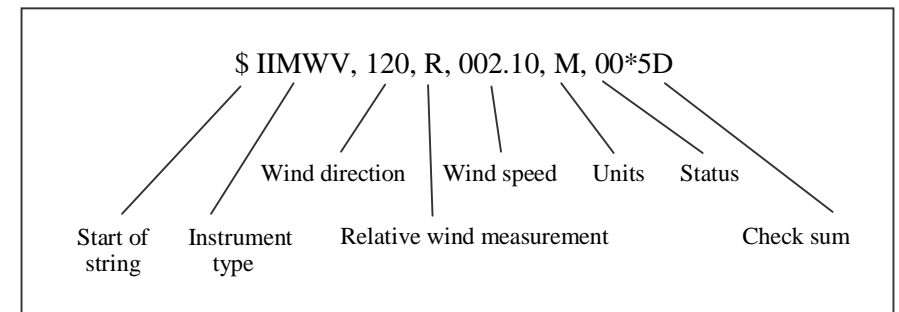 $ IIMWV, 120, R, 002.10, M, 00*5D
Wind direction Wind speed Units Status
Start of string Instrument type Relative wind measurement Check sum